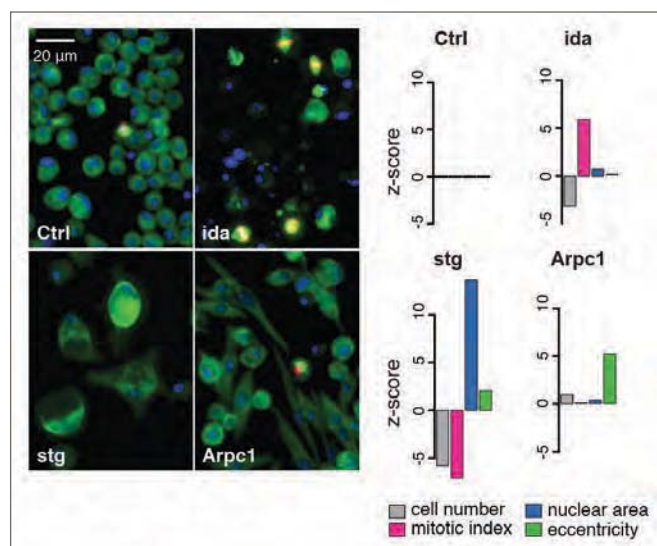 20 µm
Ctrl
ida
stg
Arpc1
Ctrl
z-score
-5 0 5 10
ida
-5 0 5 10
stg
z-score
-5 0 5 10
Arpc1
-5 0 5 10
cell number
mitotic index
nuclear area
eccentricity